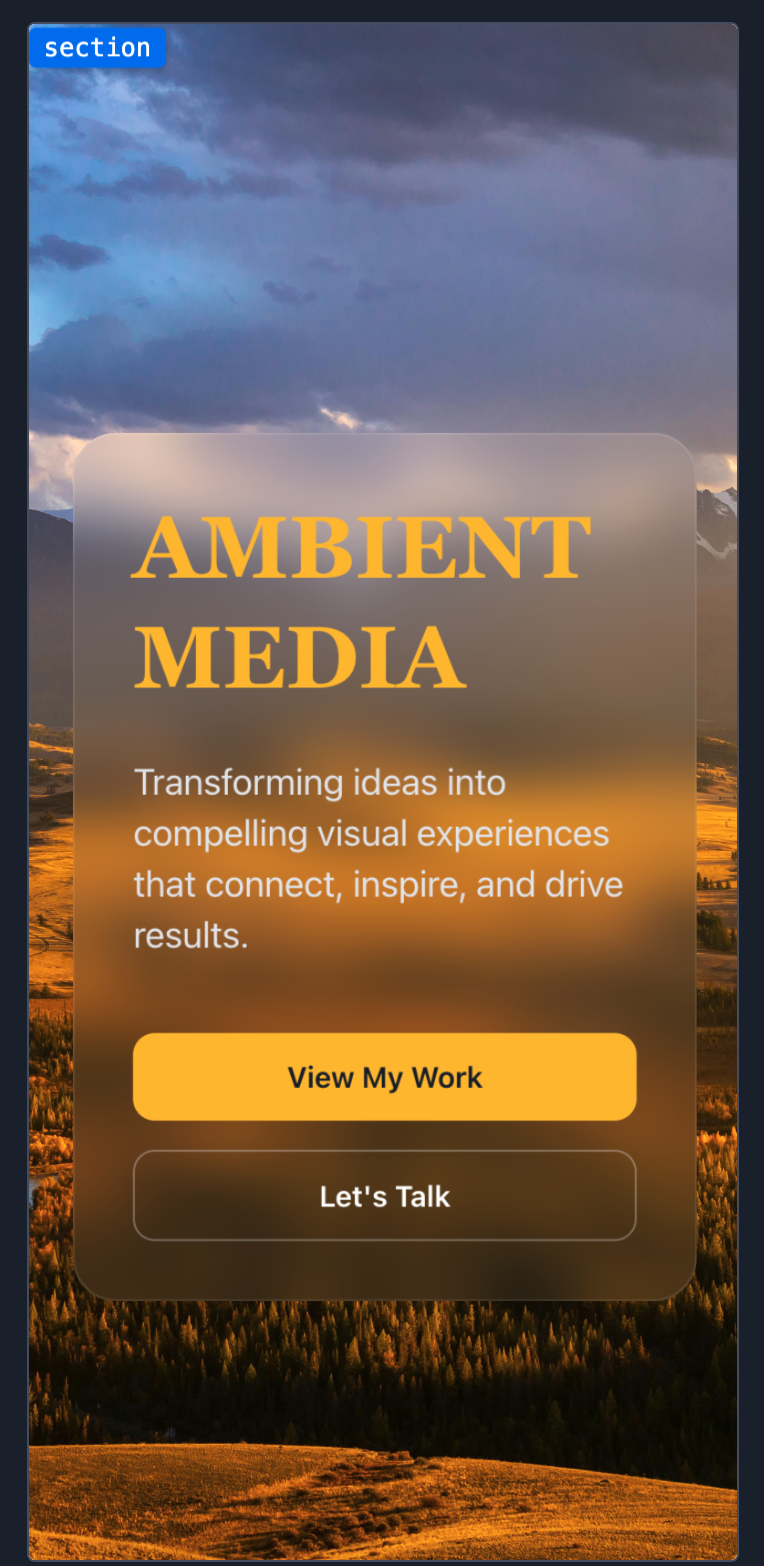 section
AMBIENT
MEDIA
Transforming ideas into
compelling visual experiences
that connect, inspire, and drive
results.
View My Work
Let's Talk